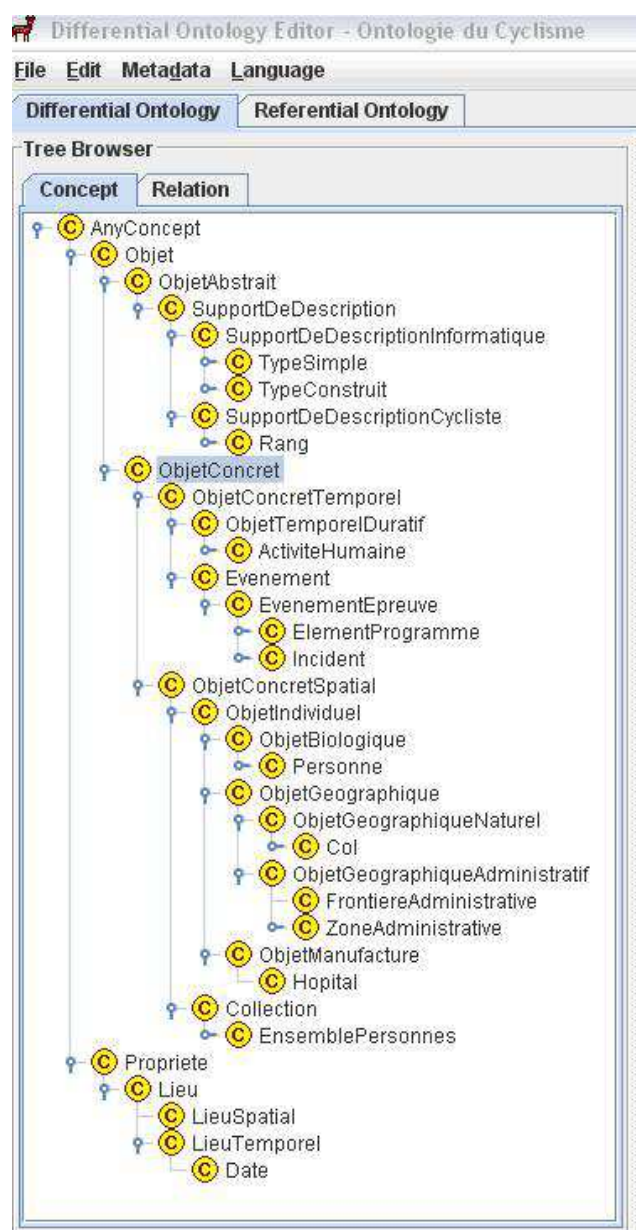 Differential Ontology Editor - Ontologie du Cyclisme
File Edit Metadata Language
Differential Ontology Referential Ontology
Tree Browser
Concept Relation
C AnyConcept
C Objet
C ObjetAbstrait
C SupportDeDescription
C SupportDeDescriptionInformatique
C TypeSimple
C TypeConstruit
C SupportDeDescriptionCycliste
C Rang
C ObjetConcret
C ObjetConcretTemporel
C ObjetTemporelDuratif
C ActiviteHumaine
C Evenement
C EvenementEpreuve
C ElementProgramme
C Incident
C ObjetConcretSpatial
C ObjetIndividuel
C ObjetBiologique
C Personne
C ObjetGeographique
C ObjetGeographiqueNaturel
C Col
C ObjetGeographiqueAdministratif
C FrontiereAdministrative
C ZoneAdministrative
C ObjetManufacture
C Hopital
C Collection
C EnsemblePersonnes
C Propriete
C Lieu
C LieuSpatial
C LieuTemporel
C Date